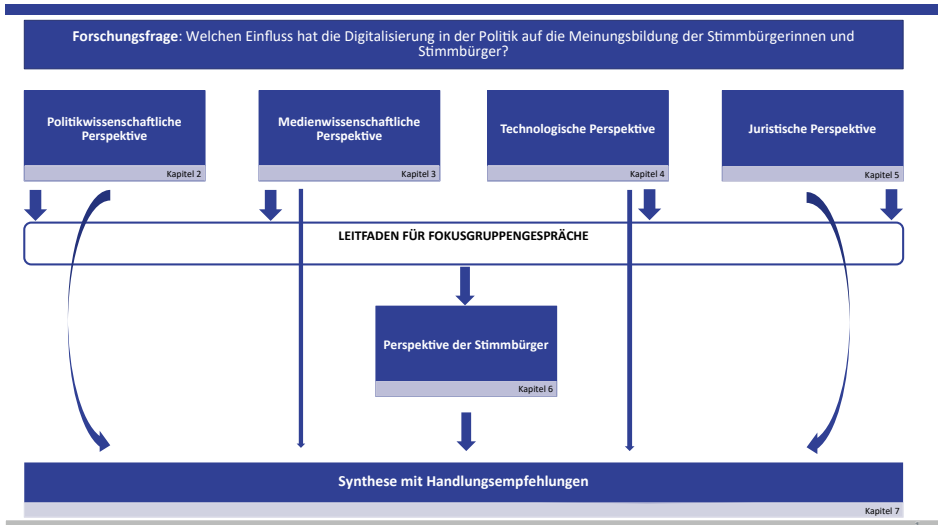 Forschungsfrage: Welchen Einfluss hat die Digitalisierung in der Politik auf die Meinungsbildung der Stimmbürgerinnen und
Stimmbürger?
Politikwissenschaftliche
Perspektive
Kapitel 2
Medienwissenschaftliche
Perspektive
Kapitel 3
Technologische Perspektive
Kapitel 4
Juristische Perspektive
Kapitel 5
LEITFADEN FÜR FOKUSGRUPPENGESPRÄCHE
Perspektive der Stimmbürger
Kapitel 6
Synthese mit Handlungsempfehlungen
Kapitel 7